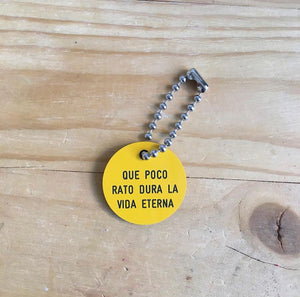 QUE POCO
RATO DURA LA
VIDA ETERNA